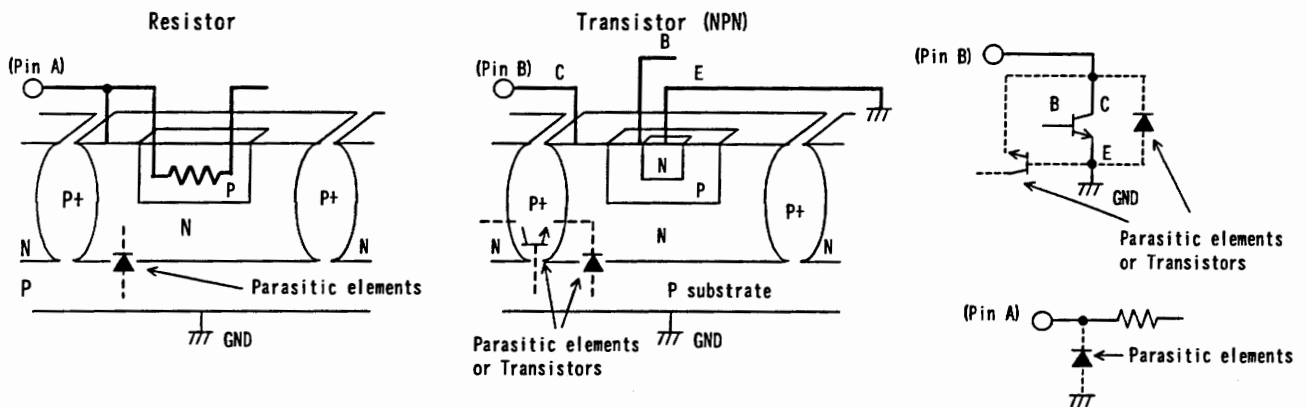 Resistor
(Pin A)
P+
P
P+
N
N
N
P
Parasitic elements
GND
Transistor (NPN)
B
(Pin B)
C
E
N
P
P+
P+
N
N
N
P substrate
GND
Parasitic elements
or Transistors
(Pin B)
B
C
E
GND
Parasitic elements
or Transistors
(Pin A)
Parasitic elements